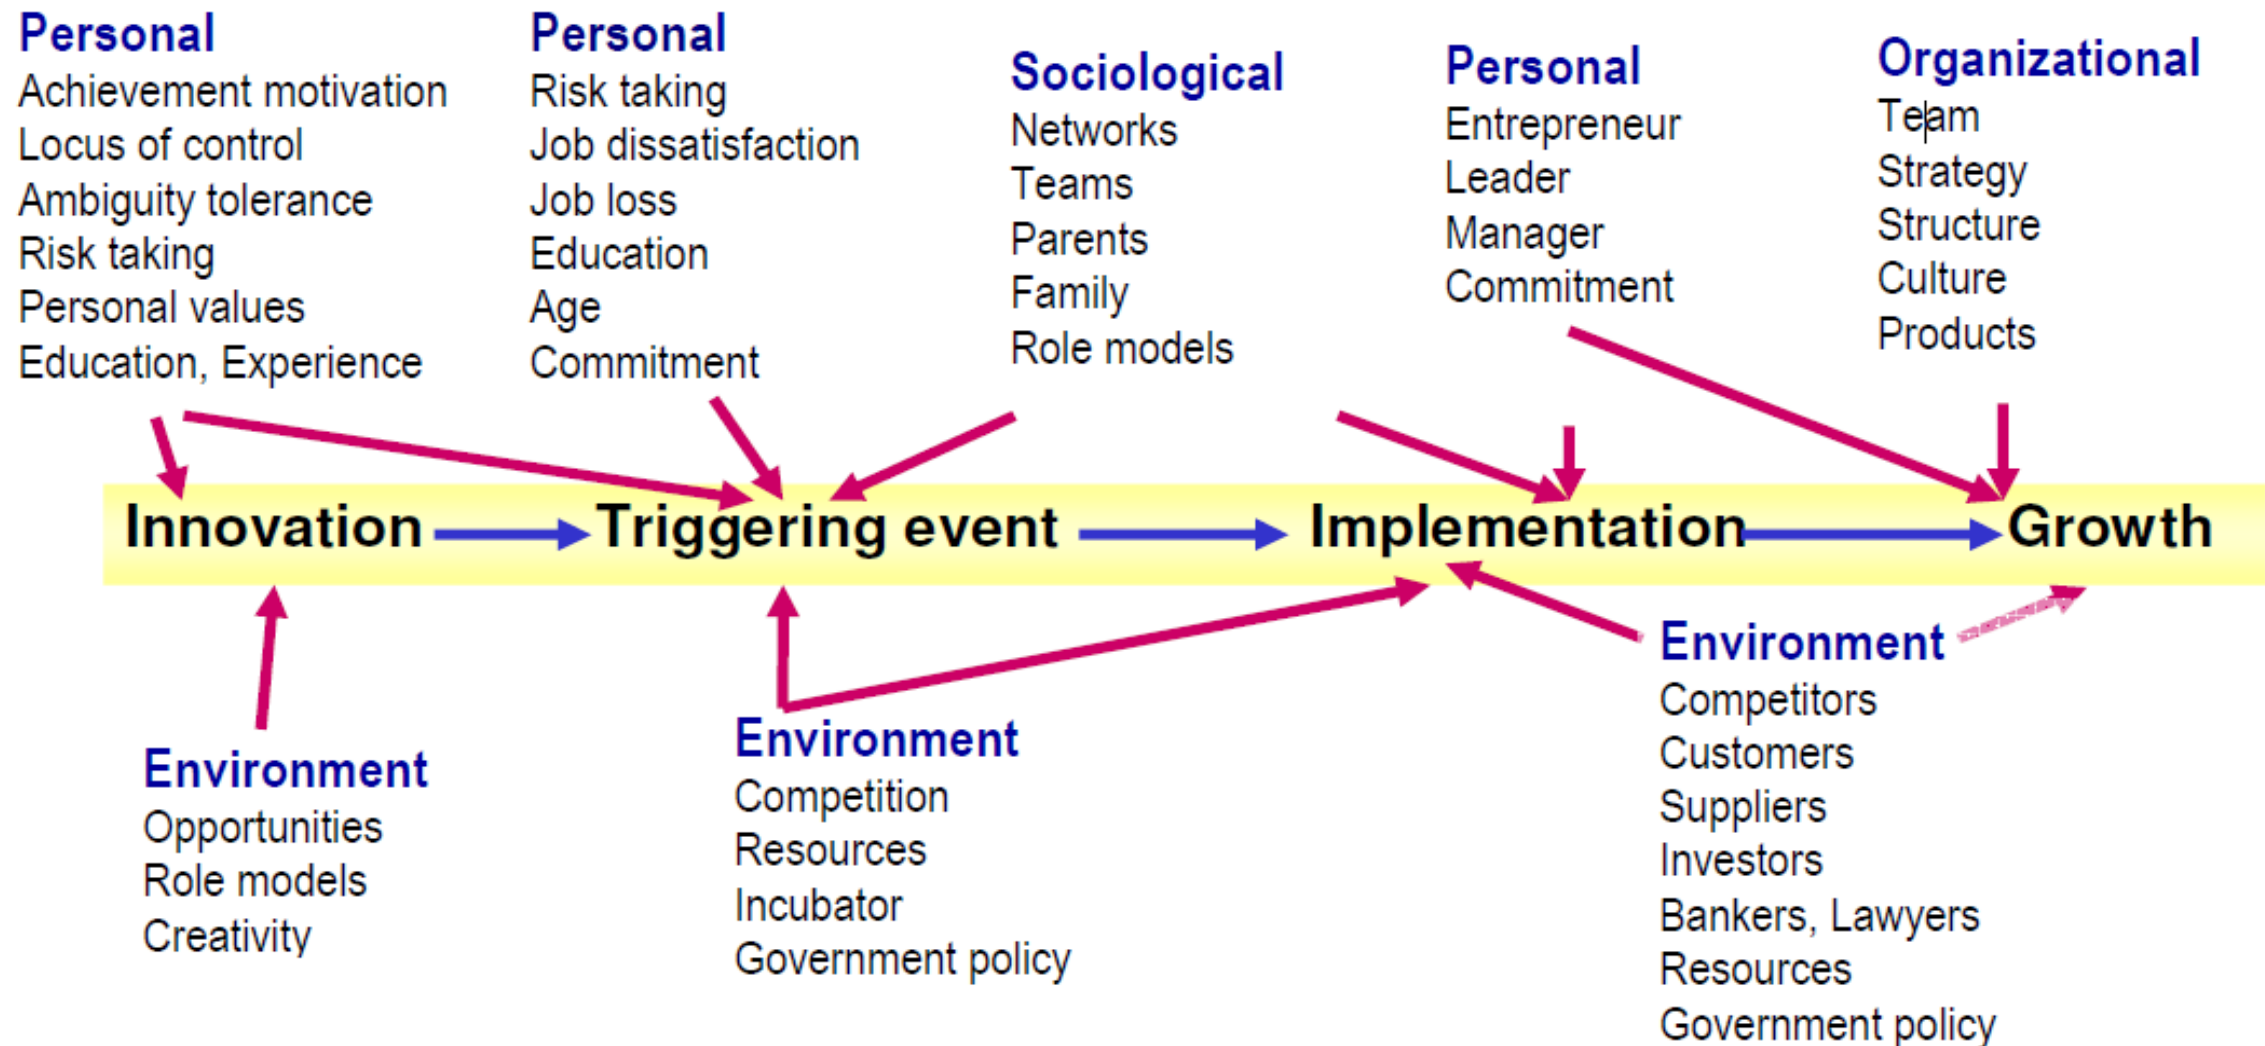 Personal
Achievement motivation
Locus of control
Ambiguity tolerance
Risk taking
Personal values
Education, Experience
Personal
Risk taking
Job dissatisfaction
Job loss
Education
Age
Commitment
Sociological
Networks
Teams
Parents
Family
Role models
Personal
Entrepreneur
Leader
Manager
Commitment
Organizational
Team
Strategy
Structure
Culture
Products
Innovation
Triggering event
Implementation
Growth
Environment
Opportunities
Role models
Creativity
Environment
Competition
Resources
Incubator
Government policy
Environment
Competitors
Customers
Suppliers
Investors
Bankers, Lawyers
Resources
Government policy